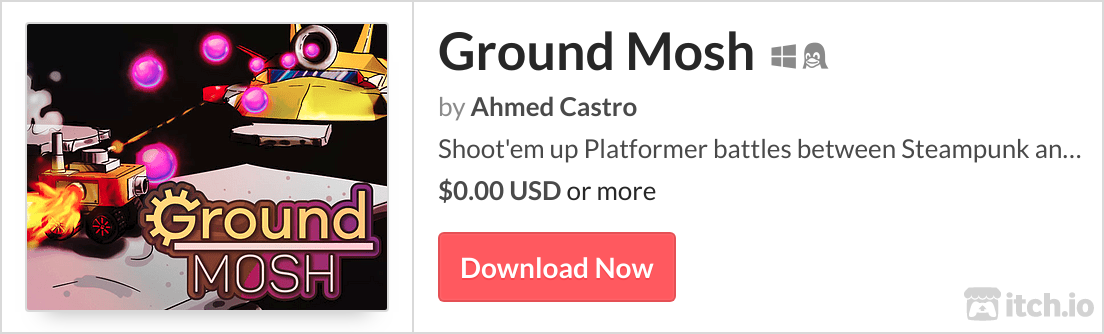 Ground
MOSH
Ground Mosh
by Ahmed Castro
Shoot'em up Platformer battles between Steampunk an...
$0.00 USD or more
Download Now
itch.io